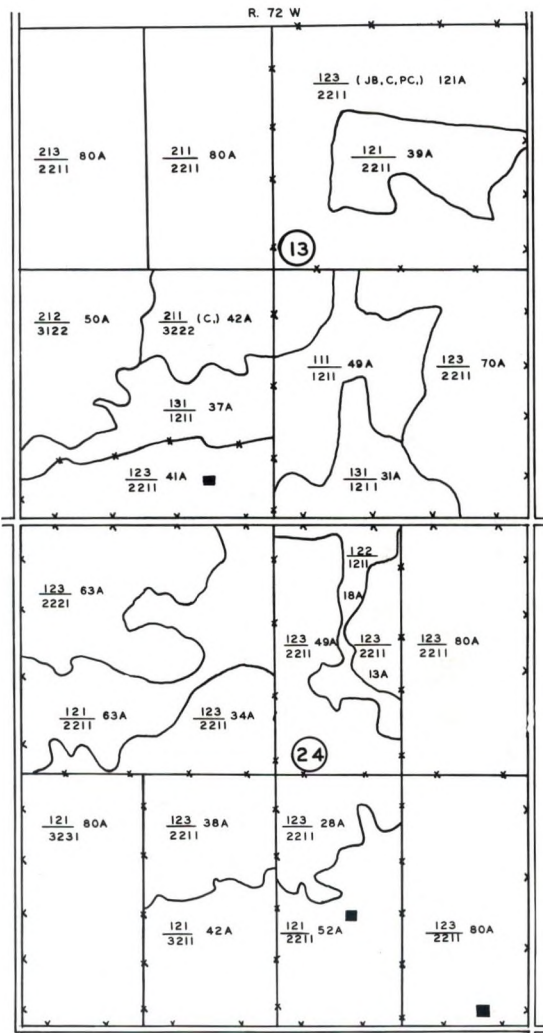 R. 72 W
123 (JB, C, PC,) 121A
2211
213 80A
2211
211 80A
2211
121 39A
2211
13
212 50A
3122
211 (C,) 42A
3222
111 49A
1211
123 70A
2211
131 37A
1211
123 41A
2211
131 31A
1211
122
1211
18A
123 63A
2221
123 49A
2211
123
2211
13A
123 80A
2211
121 63A
2211
123 34A
2211
24
121 80A
3231
123 38A
2211
123 28A
2211
121 42A
3211
121 52A
2211
123 80A
2211